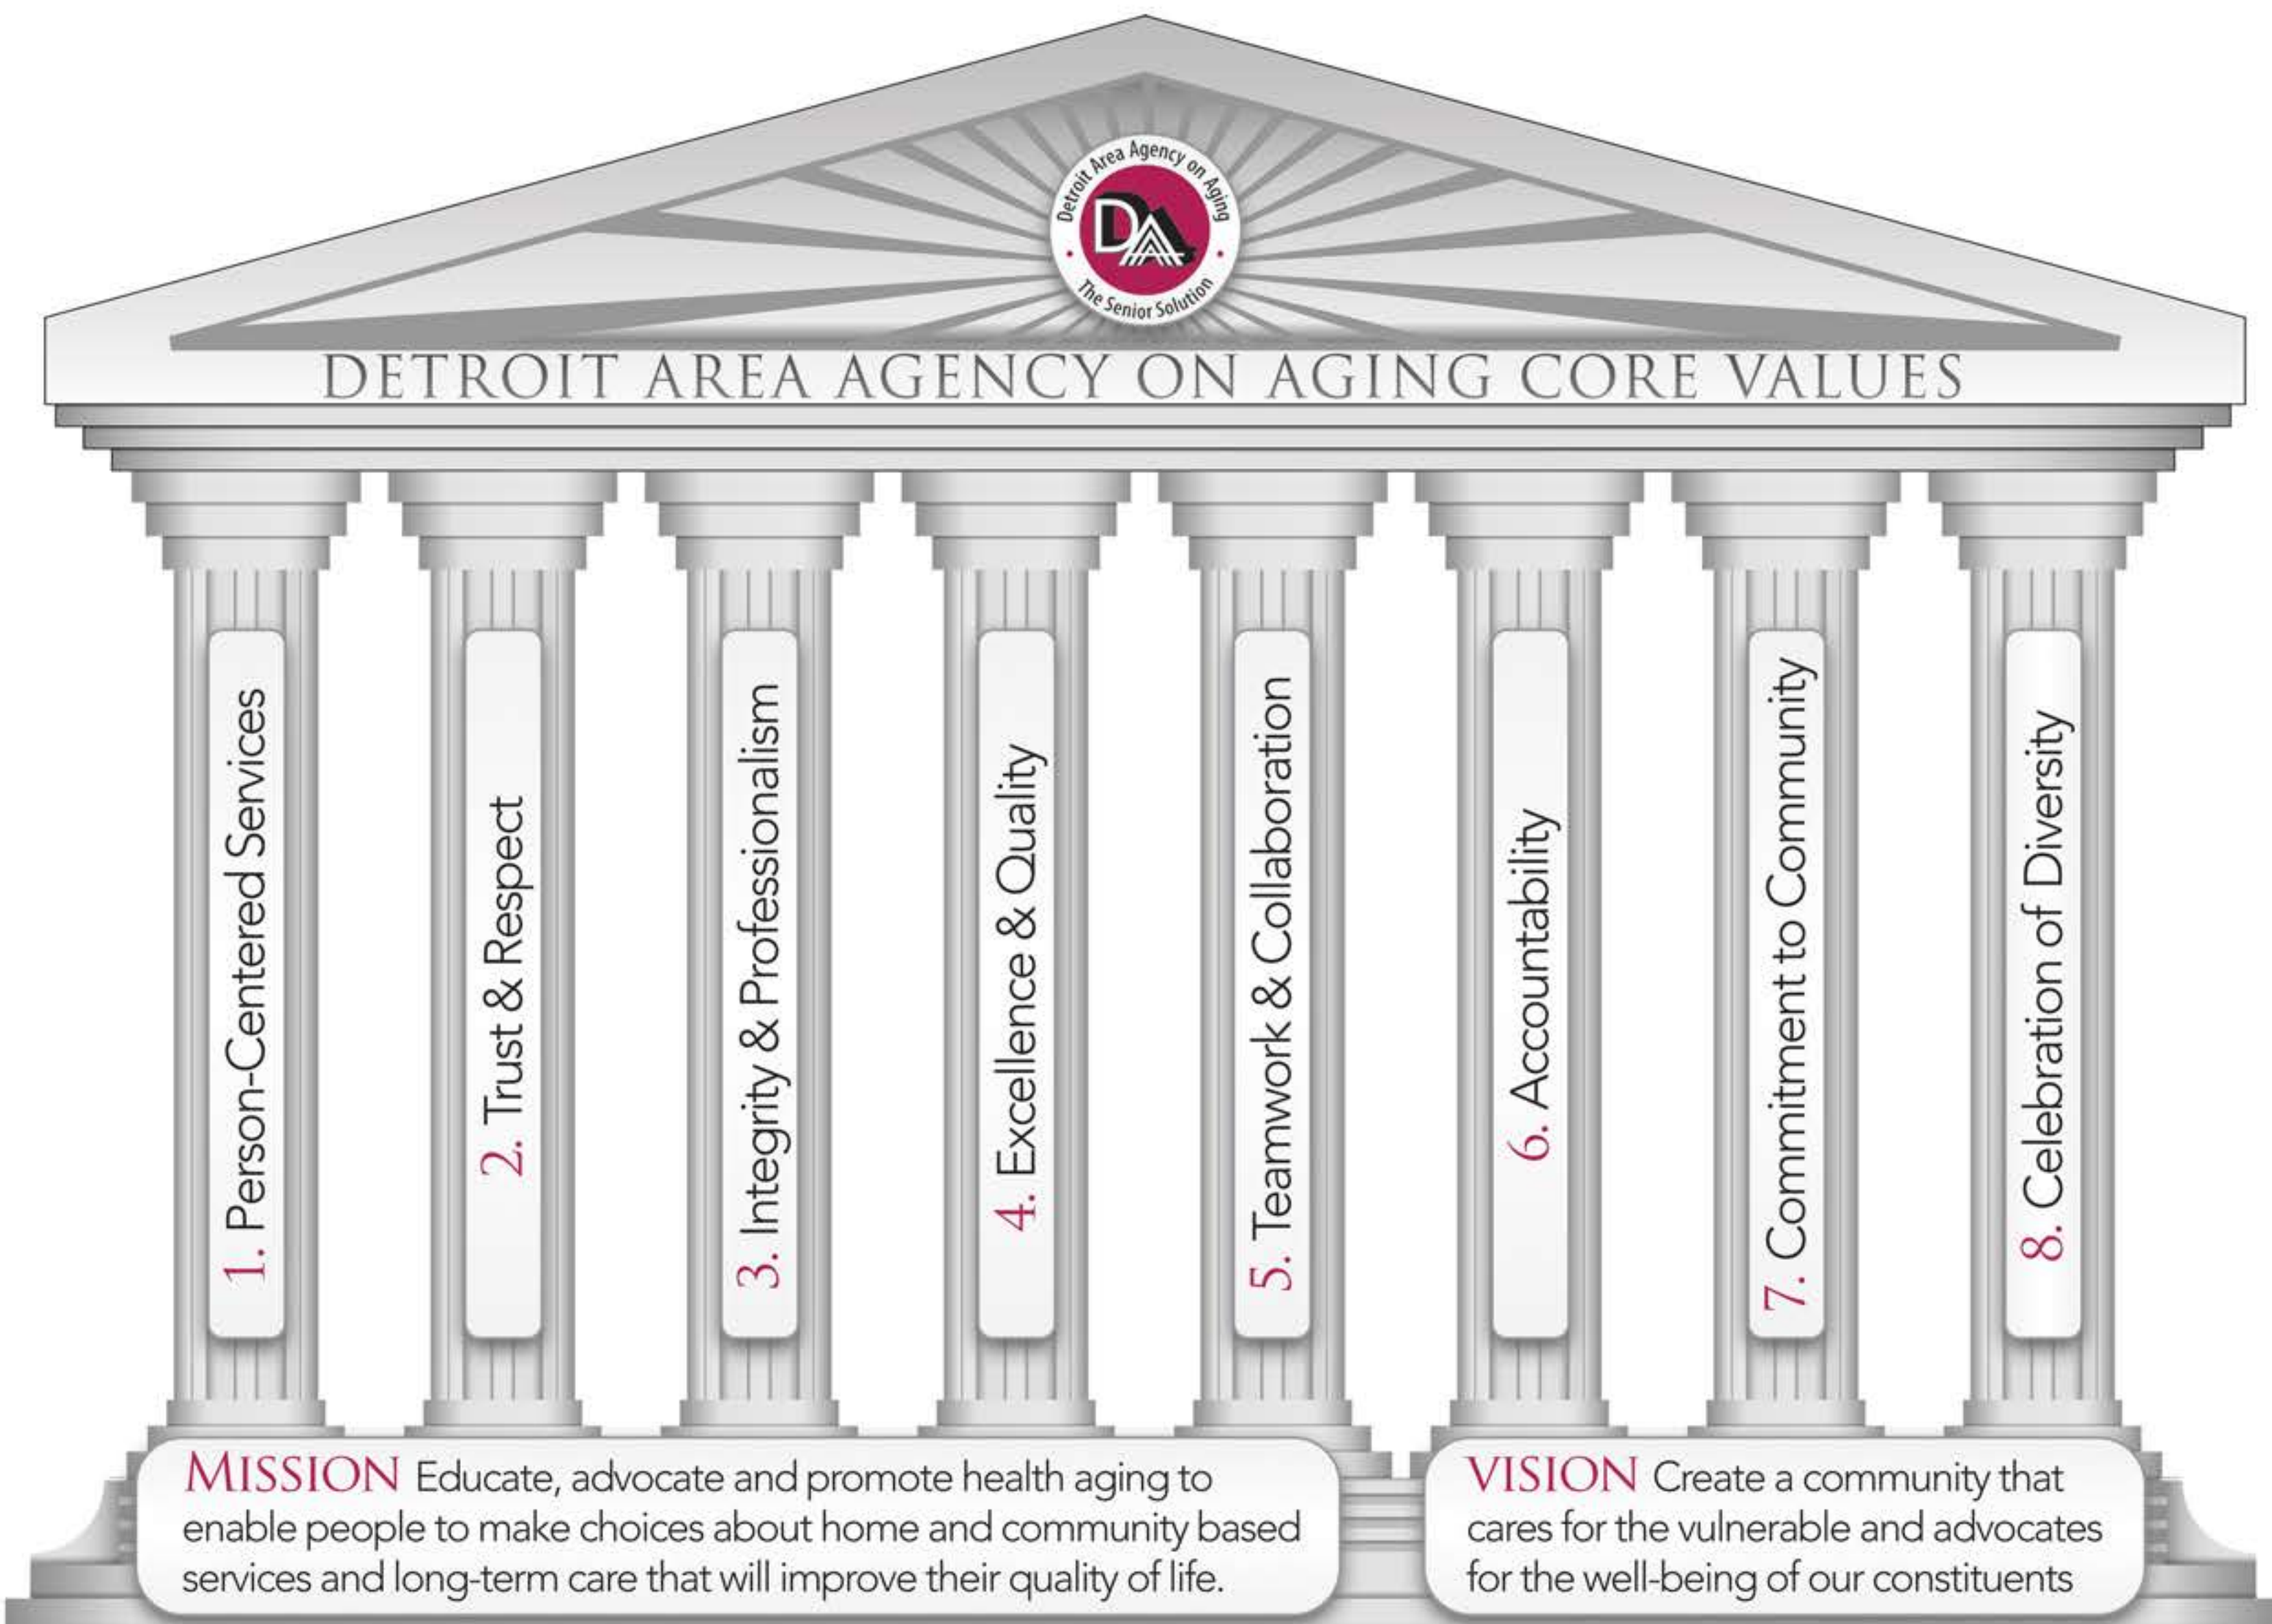 Detroit Area Agency on Aging
DA
The Senior Solution
DETROIT AREA AGENCY ON AGING CORE VALUES
1. Person-Centered Services
2. Trust & Respect
3. Integrity & Professionalism
4. Excellence & Quality
5. Teamwork & Collaboration
6. Accountability
7. Commitment to Community
8. Celebration of Diversity
MISSION Educate, advocate and promote health aging to
enable people to make choices about home and community based
services and long-term care that will improve their quality of life.
VISION Create a community that
cares for the vulnerable and advocates
for the well-being of our constituents